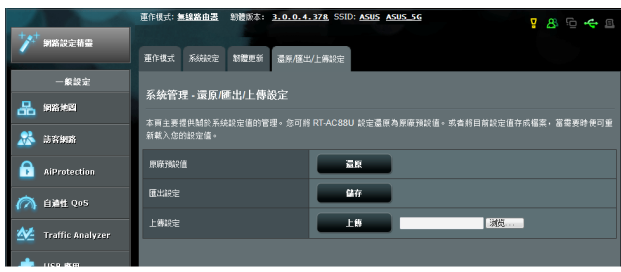 運作模式: 無線路由器 韌體版本: 3.0.0.4.378 SSID: ASUS ASUS_5G
網路設定精靈
運作模式 系統設定 韌體更新 還原/匯出/上傳設定
一般設定
系統管理 - 還原/匯出/上傳設定
網路地圖
本頁主要提供關於系統設定值的管理。您可將 RT-AC88U 設定還原為原廠預設值。或者將目前設定值存成檔案，當需要時便可重
新載入您的設定值。
訪客網路
原廠預設值 還原
AiProtection
匯出設定 儲存
自適性 QoS
上傳設定 上傳 浏览...
Traffic Analyzer
USB 應用